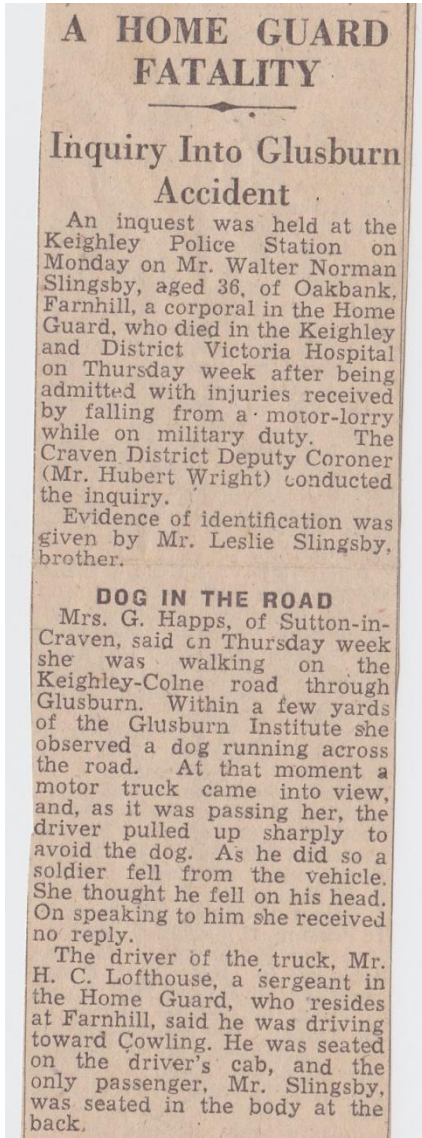 A HOME GUARD
FATALITY
Inquiry Into Glusburn
Accident
An inquest was held at the
Keighley Police Station on
Monday on Mr. Walter Norman
Slingsby, aged 36, of Oakbank,
Farnhill, a corporal in the Home
Guard, who died in the Keighley
and District Victoria Hospital
on Thursday week after being
admitted with injuries received
by falling from a motor-lorry
while on military duty. The
Craven District Deputy Coroner
(Mr. Hubert Wright) conducted
the inquiry.
Evidence of identification was
given by Mr. Leslie Slingsby,
brother.
DOG IN THE ROAD
Mrs. G. Happs, of Sutton-in-
Craven, said on Thursday week
she was walking on the
Keighley-Colne road through
Glusburn. Within a few yards
of the Glusburn Institute she
observed a dog running across
the road. At that moment a
motor truck came into view,
and, as it was passing her, the
driver pulled up sharply to
avoid the dog. As he did so a
soldier fell from the vehicle.
She thought he fell on his head.
On speaking to him she received
no reply.
The driver of the truck, Mr.
H. C. Lofthouse, a sergeant in
the Home Guard, who resides
at Farnhill, said he was driving
toward Cowling. He was seated
on the driver's cab, and the
only passenger, Mr. Slingsby,
was seated in the body at the
back.